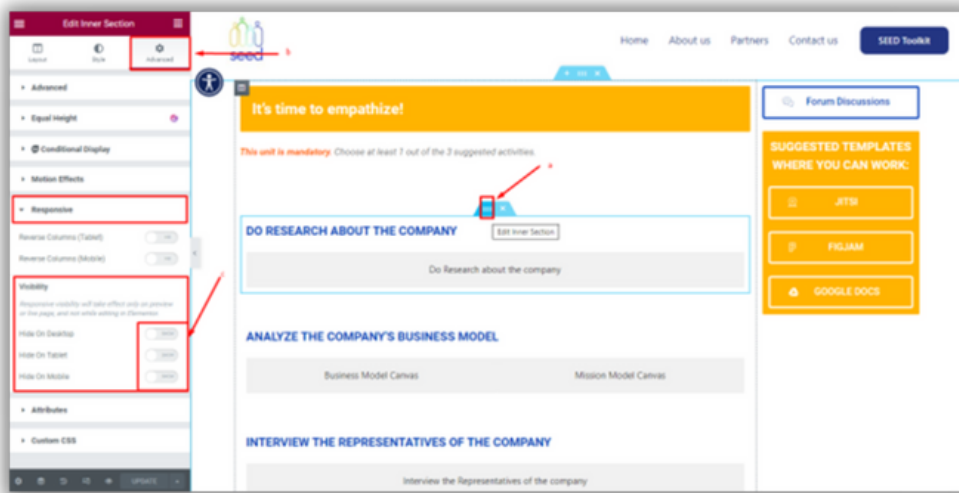 Edit Inner Section
Layout
Style
Advanced
Advanced
Equal Height
Conditional Display
Motion Effects
Responsive
Reverse Columns (Tablet)
Reverse Columns (Mobile)
Visibility
Responsive visibility will take effect only on preview
or live page, and not while editing in Elementor.
Hide On Desktop
Hide On Tablet
Hide On Mobile
Attributes
Custom CSS
UPDATE
b
c
seed
Home
About us
Partners
Contact us
SEED Toolkit
It's time to empathize!
This unit is mandatory. Choose at least 1 out of the 3 suggested activities.
a
Edit Inner Section
DO RESEARCH ABOUT THE COMPANY
Do Research about the company
ANALYZE THE COMPANY'S BUSINESS MODEL
Business Model Canvas
Mission Model Canvas
INTERVIEW THE REPRESENTATIVES OF THE COMPANY
Interview the Representatives of the company
Forum Discussions
SUGGESTED TEMPLATES
WHERE YOU CAN WORK:
JITSI
FIGJAM
GOOGLE DOCS